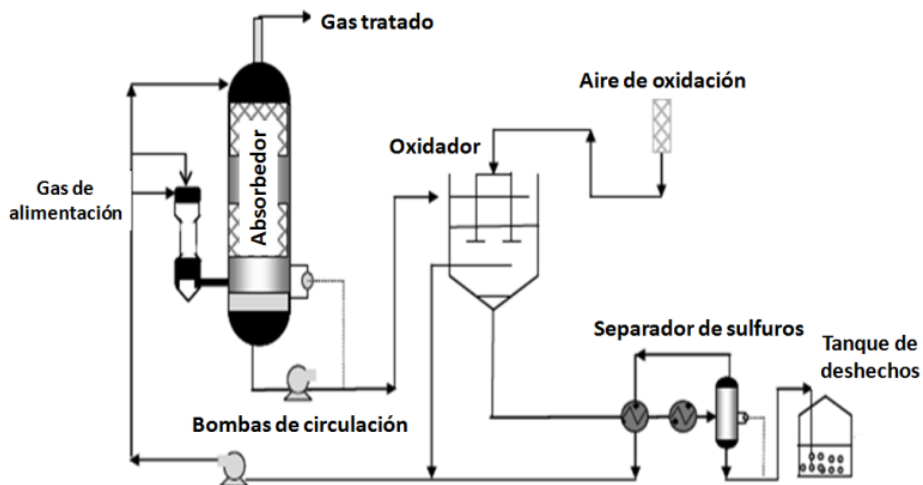 Gas tratado
Aire de oxidación
Oxidador
Absorbedor
Gas de
alimentación
Separador de sulfuros
Tanque de
deshechos
Bombas de circulación